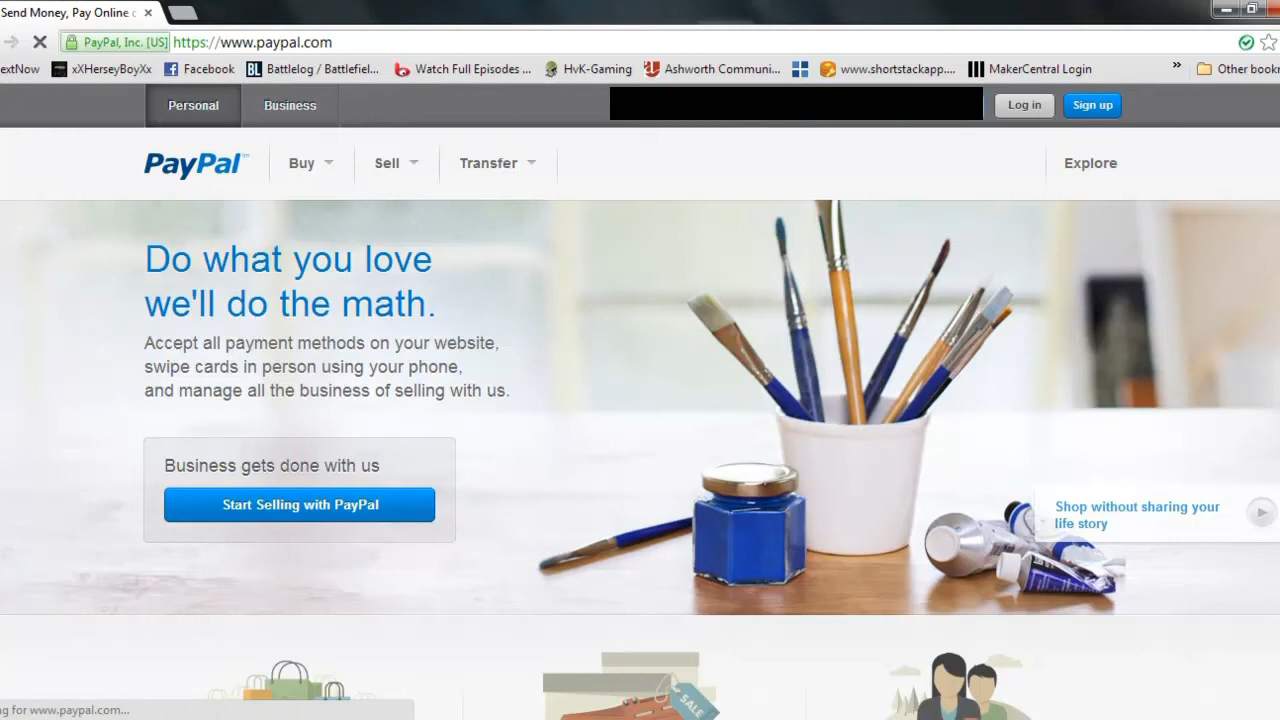 Send Money, Pay Online
PayPal, Inc. [US] https://www.paypal.com
extNow xXHerseyBoyXx Facebook Battlelog / Battlefiel... Watch Full Episodes ... HvK-Gaming Ashworth Communi... www.shortstackapp.... MakerCentral Login » Other bookm
Personal Business Log in Sign up
PayPal™ Buy Sell Transfer Explore
Do what you love
we'll do the math.
Accept all payment methods on your website,
swipe cards in person using your phone,
and manage all the business of selling with us.
Business gets done with us
Start Selling with PayPal
Shop without sharing your
life story
SALE
ng for www.paypal.com...